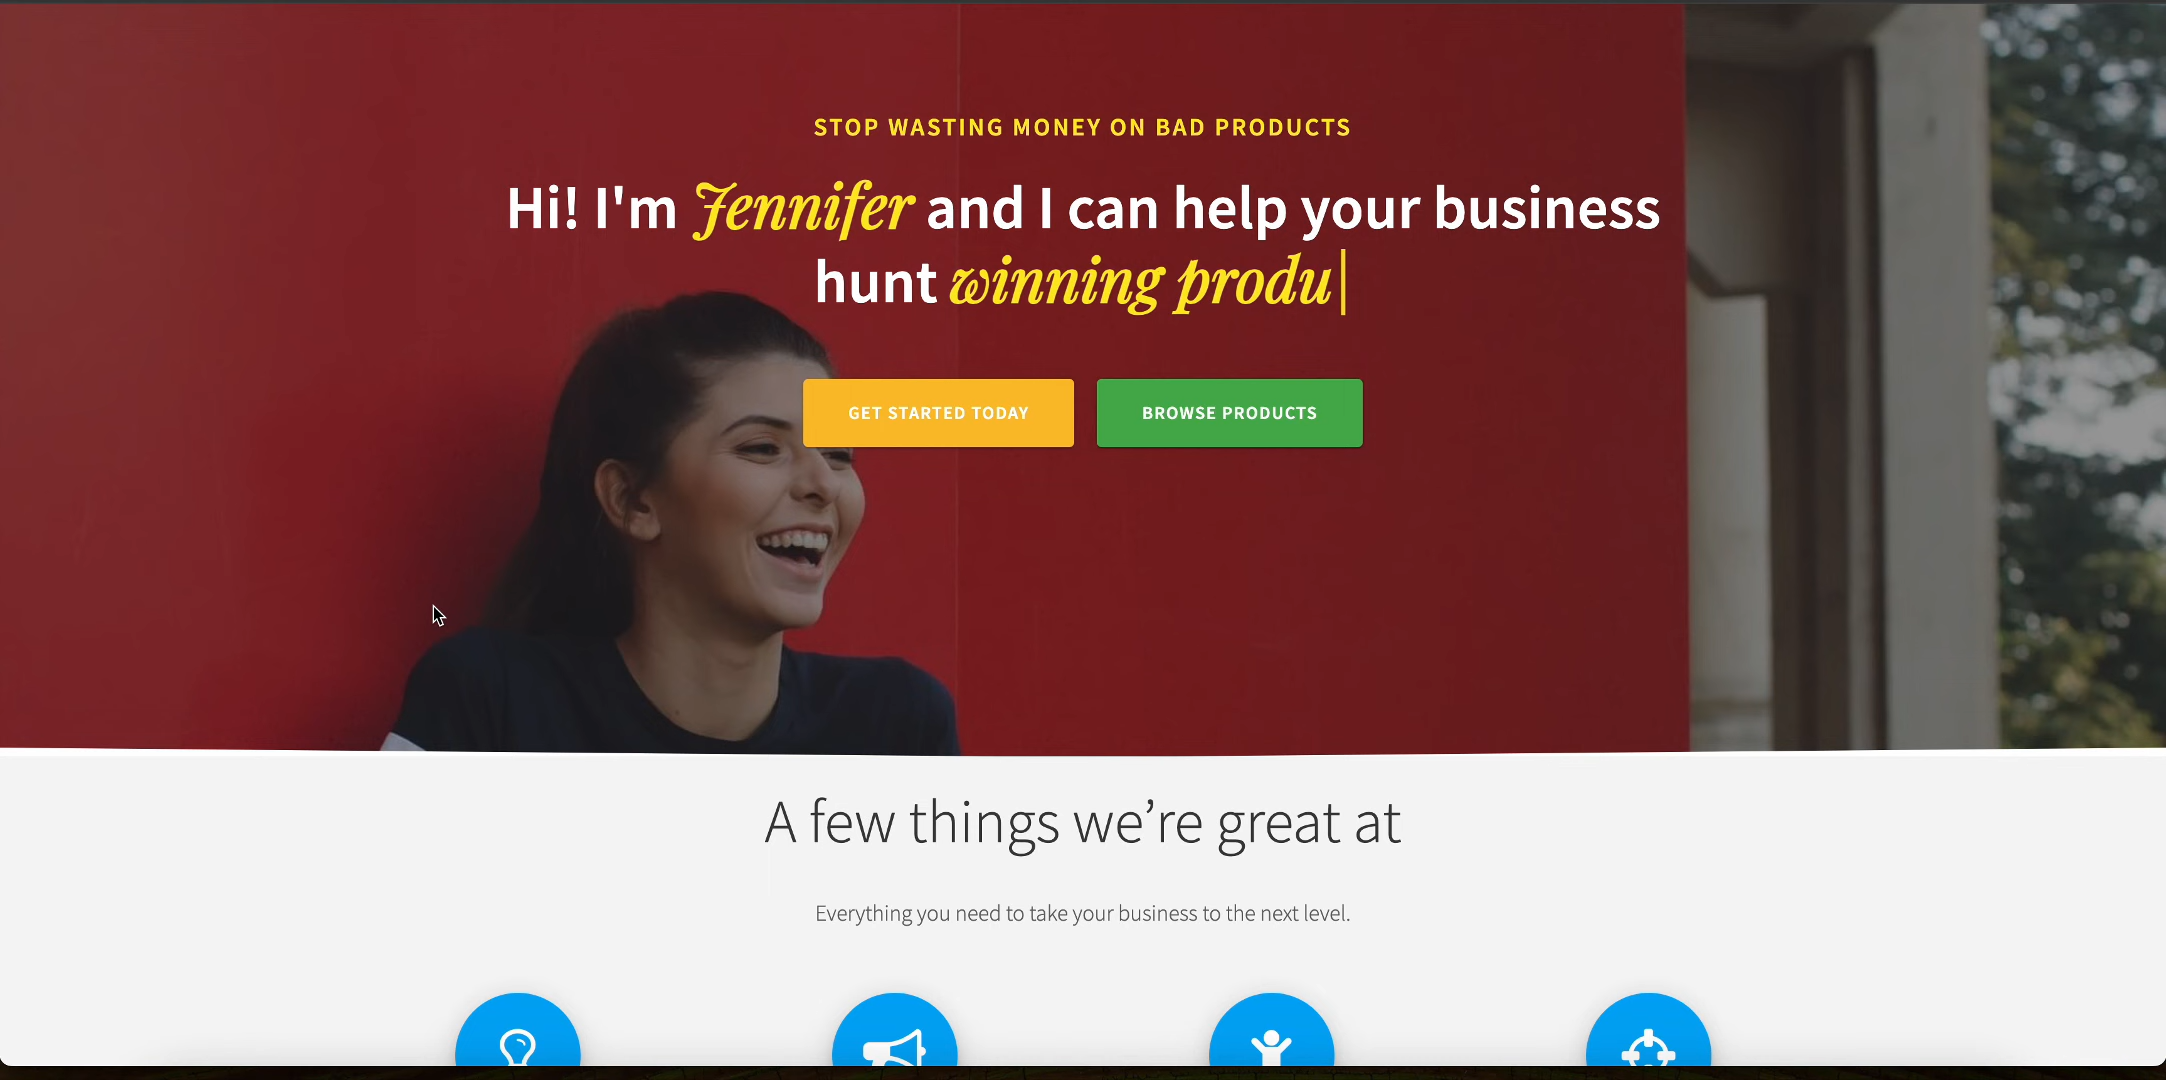 STOP WASTING MONEY ON BAD PRODUCTS
Hi! I'm Jennifer and I can help your business
hunt winning produ|
GET STARTED TODAY
BROWSE PRODUCTS
A few things we’re great at
Everything you need to take your business to the next level.